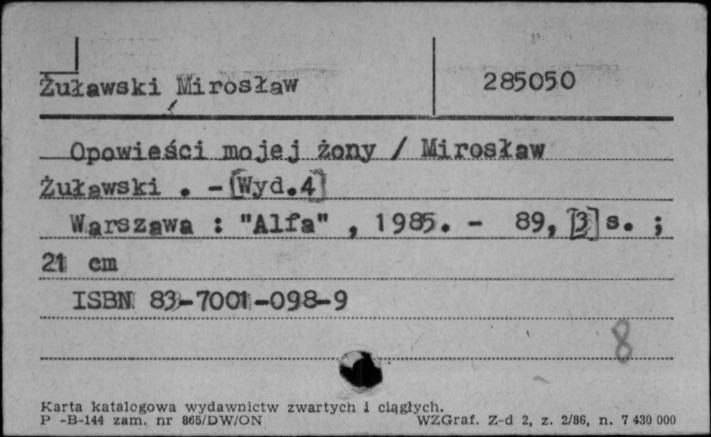 Żuławski Mirosław 285050
Opowieści mojej żony / Mirosław
Żuławski . - [Wyd.4]
Warszawa : "Alfa" , 1985. - 89, [3] s. ;
21 cm
ISBN 83-7001-098-9
8
Karta katalogowa wydawnictw zwartych i ciągłych.
P -B-144 zam. nr 865/DW/ON WZGraf. Z-d 2, z. 2/86, n. 7 430 000